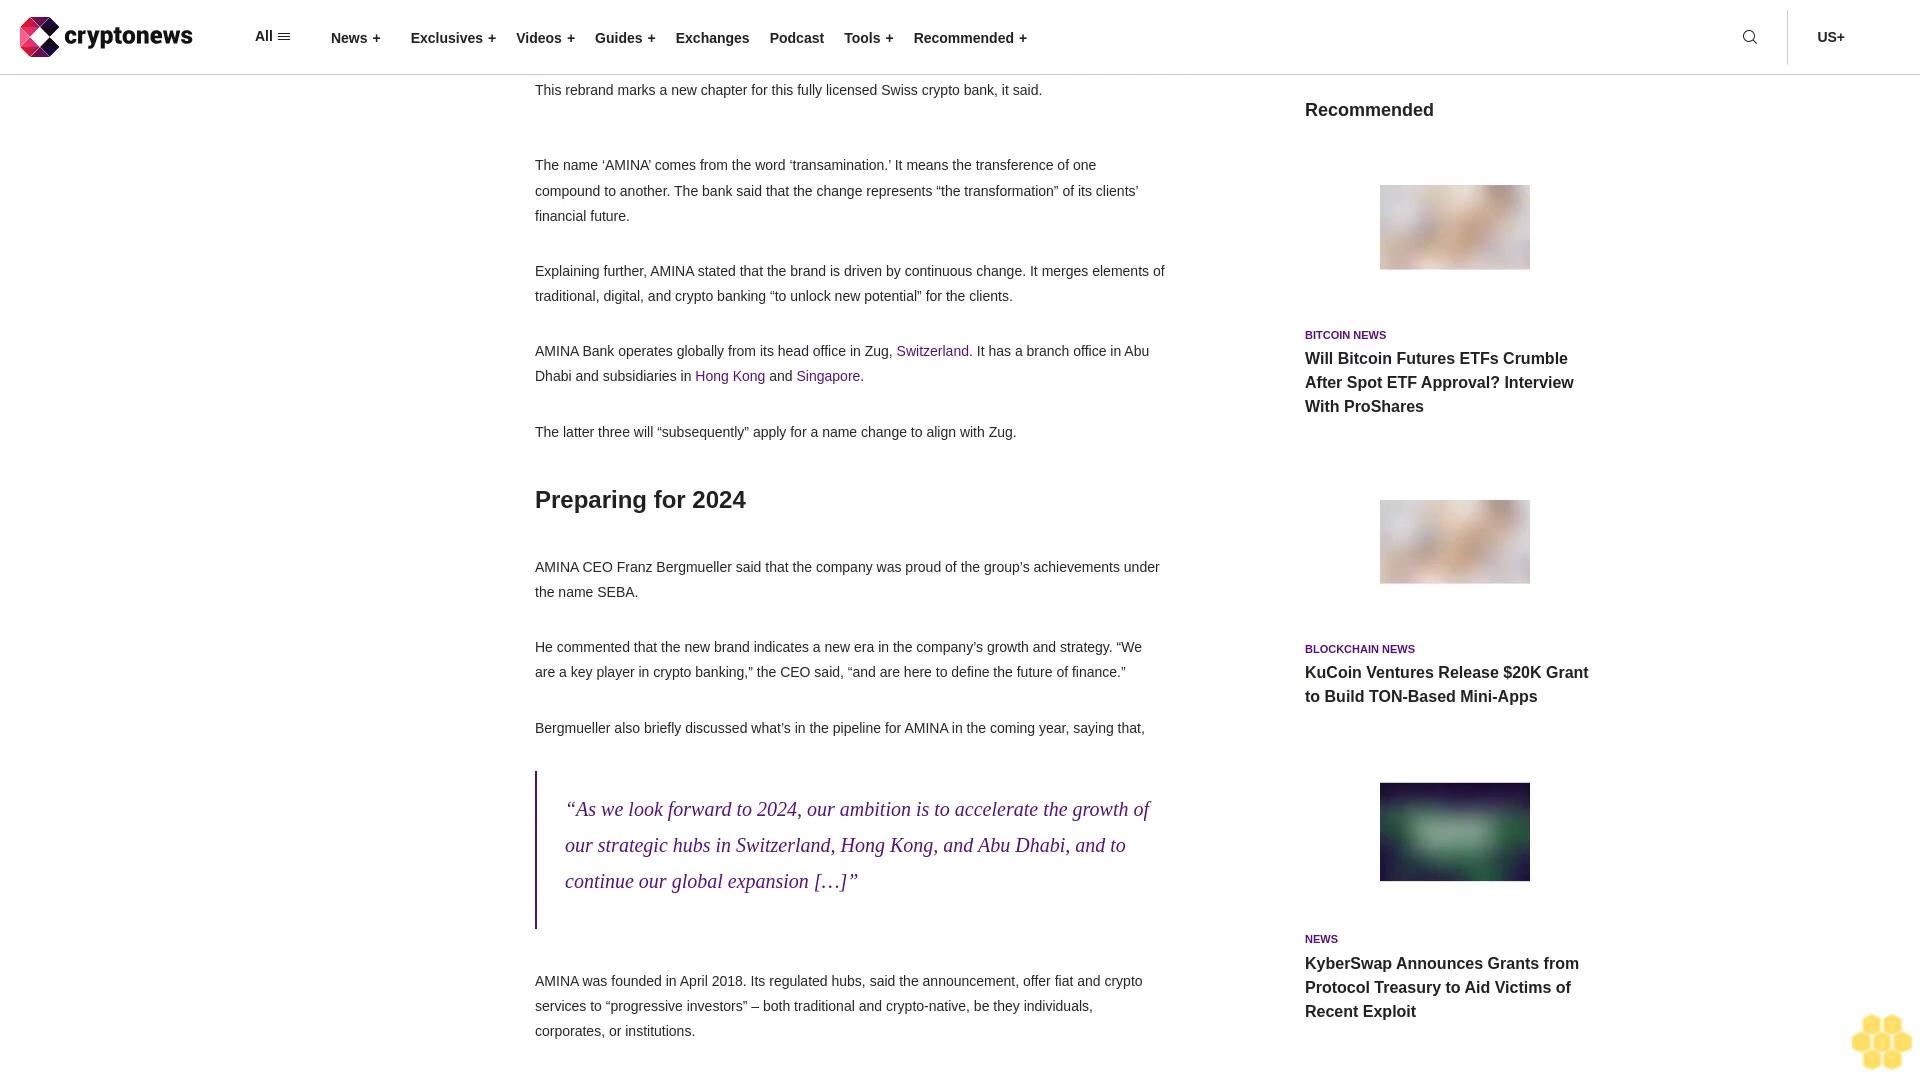 cryptonews
All
News +
Exclusives +
Videos +
Guides +
Exchanges
Podcast
Tools +
Recommended +
US+
This rebrand marks a new chapter for this fully licensed Swiss crypto bank, it said.
The name ‘AMINA’ comes from the word ‘transamination.’ It means the transference of one
compound to another. The bank said that the change represents “the transformation” of its clients’
financial future.
Explaining further, AMINA stated that the brand is driven by continuous change. It merges elements of
traditional, digital, and crypto banking “to unlock new potential” for the clients.
AMINA Bank operates globally from its head office in Zug, Switzerland. It has a branch office in Abu
Dhabi and subsidiaries in Hong Kong and Singapore.
The latter three will “subsequently” apply for a name change to align with Zug.
Preparing for 2024
AMINA CEO Franz Bergmueller said that the company was proud of the group’s achievements under
the name SEBA.
He commented that the new brand indicates a new era in the company’s growth and strategy. “We
are a key player in crypto banking,” the CEO said, “and are here to define the future of finance.”
Bergmueller also briefly discussed what’s in the pipeline for AMINA in the coming year, saying that,
“As we look forward to 2024, our ambition is to accelerate the growth of
our strategic hubs in Switzerland, Hong Kong, and Abu Dhabi, and to
continue our global expansion […]”
AMINA was founded in April 2018. Its regulated hubs, said the announcement, offer fiat and crypto
services to “progressive investors” – both traditional and crypto-native, be they individuals,
corporates, or institutions.
Recommended
BITCOIN NEWS
Will Bitcoin Futures ETFs Crumble
After Spot ETF Approval? Interview
With ProShares
BLOCKCHAIN NEWS
KuCoin Ventures Release $20K Grant
to Build TON-Based Mini-Apps
NEWS
KyberSwap Announces Grants from
Protocol Treasury to Aid Victims of
Recent Exploit